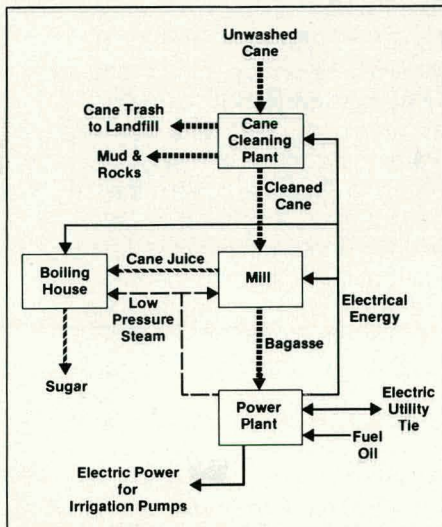 Unwashed
Cane
Cane Trash
to Landfill
Cane
Cleaning
Plant
Mud &
Rocks
Cleaned
Cane
Cane Juice
Boiling
House
Mill
Low
Pressure
Steam
Electrical
Energy
Bagasse
Sugar
Power
Plant
Electric
Utility
Tie
Fuel
Oil
Electric Power
for
Irrigation Pumps